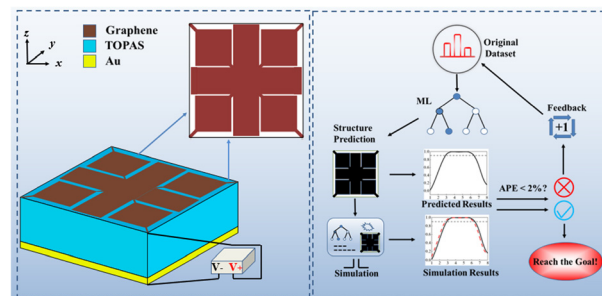 z
y
x
Graphene
TOPAS
Au
V- V+
Original
Dataset
ML
Feedback
+1
Structure
Prediction
Predicted Results
APE < 2%?
Simulation
Simulation Results
Reach the Goal!